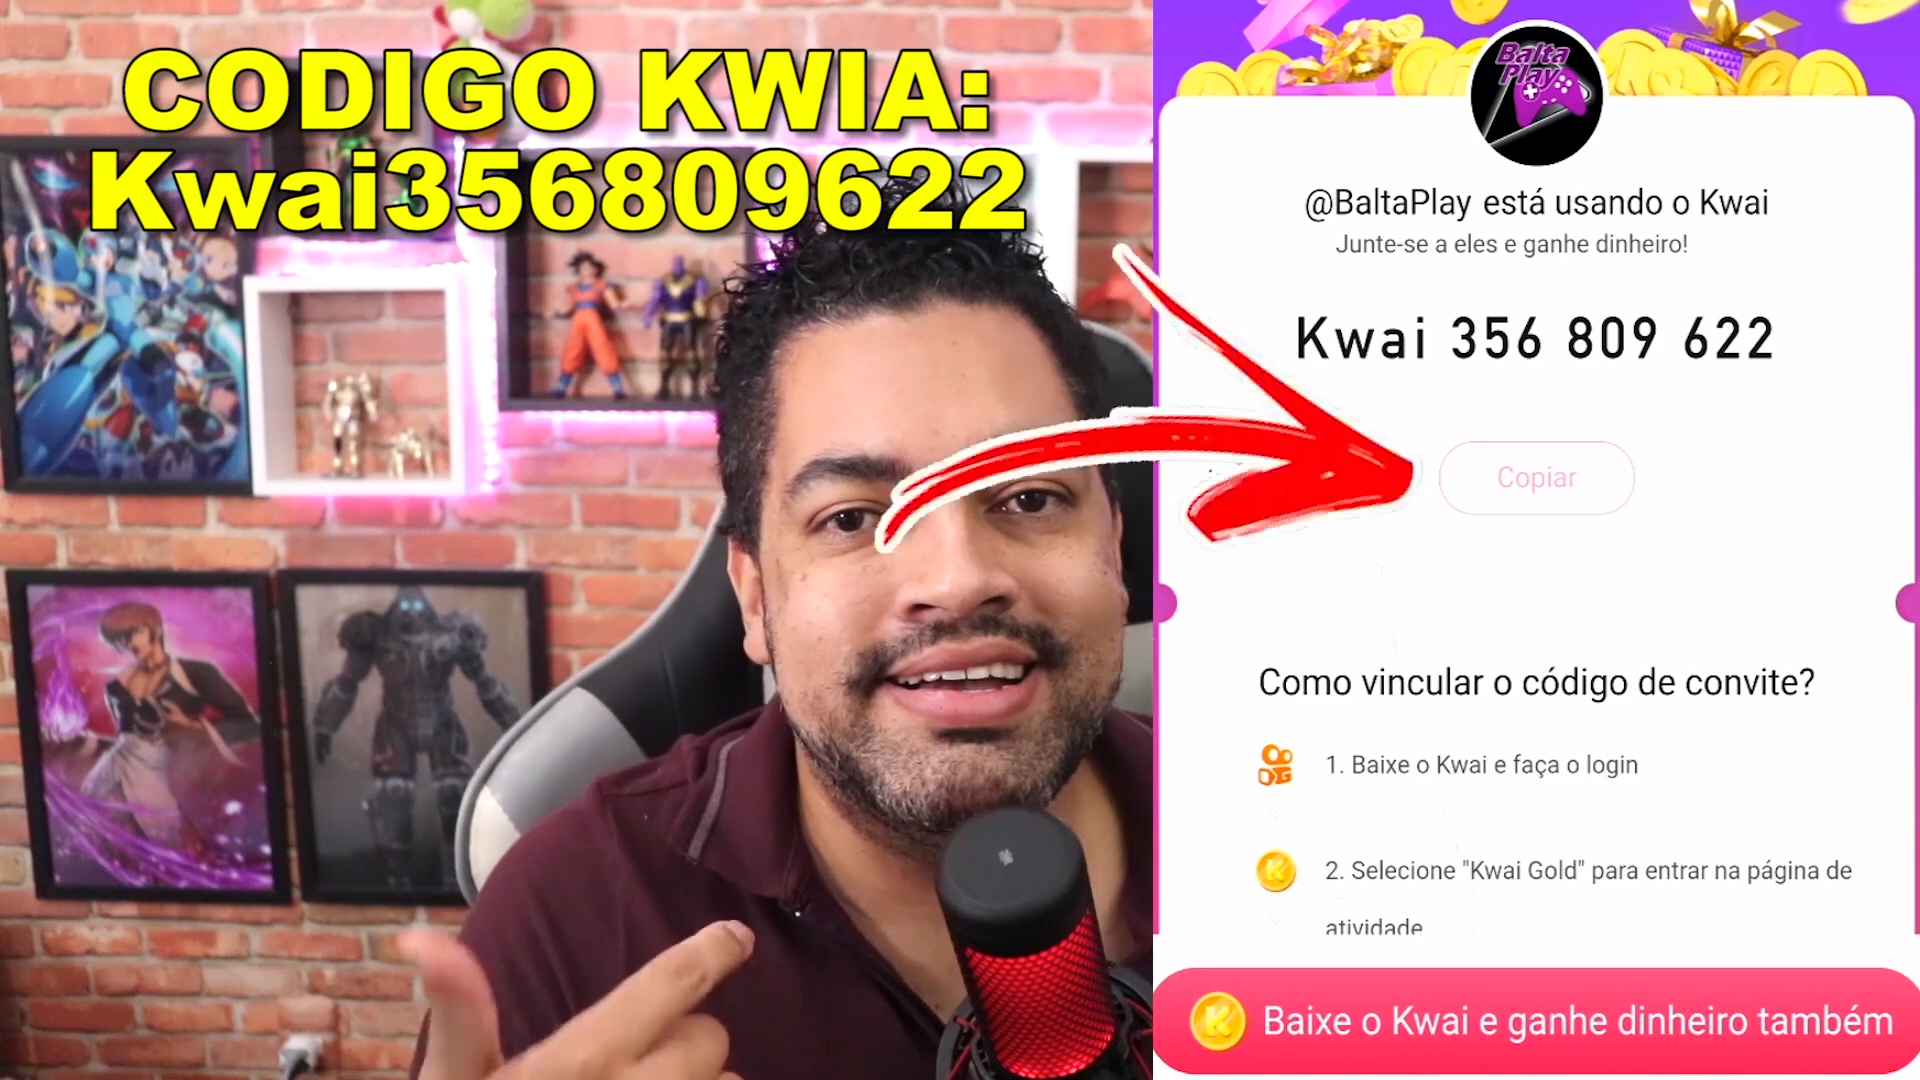 CODIGO KWIA:
Kwai356809622
Balta
Play
@BaltaPlay está usando o Kwai
Junte-se a eles e ganhe dinheiro!
Kwai 356 809 622
Copiar
Como vincular o código de convite?
1. Baixe o Kwai e faça o login
2. Selecione "Kwai Gold" para entrar na página de
atividade
Baixe o Kwai e ganhe dinheiro também